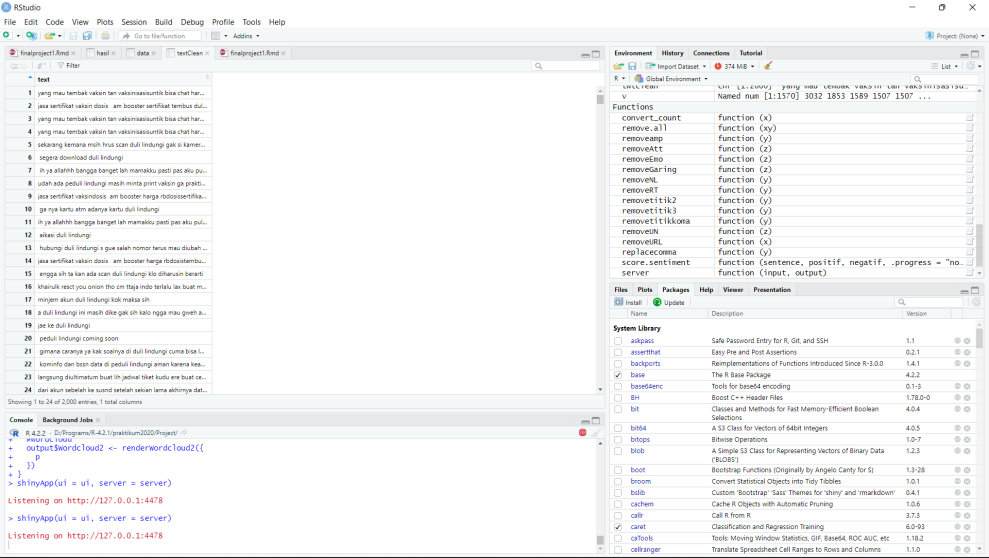 RStudio
File Edit Code View Plots Session Build Debug Profile Tools Help
Go to file/function Addins Project: (None)
finalproject1.Rmd hasil data textClean finalproject1.Rmd
Filter
text
1 yang mau tembak vaksin tan vaksinisasisuntik bisa chat har...
2 jasa sertifikat vaksin dosis am booster sertifikat tembus dul...
3 yang mau tembak vaksin tan vaksinisasisuntik bisa chat har...
4 yang mau tembak vaksin tan vaksinisasisuntik bisa chat har...
5 sekarang kemana msih hrus scan duli lindungi gak si kamer...
6 segera download duli lindungi
7 ih ya allahhh bangga banget lah mamakku pasti pas aku pu...
8 udah ada peduli lindungi masih minta print vaksin ga prakti...
9 jasa sertifikat vaksindosis am booster harga rbdosissertifika...
10 ga nya kartu atm adanya kartu duli lindungi
11 ih ya allahhh bangga banget lah mamakku pasti pas aku pul...
12 aikasi duli lindungi
13 hubungi duli lindungi s gue salah nomor terus mau diubah ...
14 jasa sertifikat vaksin dosis am booster harga rbdosistembu...
15 engga sih ta kan ada scan duli lindungi klo diharusin berarti
16 khairulk resct you onion tho cm ttaja indo terlalu lax buat m...
17 minjem akun duli lindungi kok maksa sih
18 a duli lindungi ini masih dike gak sih kalo ngga mau gweh a...
19 jae ke duli lindungi
20 peduli lindungi coming soon
21 gimana caranya ya kak soalnya di duli lindungi cuma bisa l...
22 kominfo dan bssn data di peduli lindungi aman karena kea...
23 langsung diultimatum buat lih jadwal tiket kudu ere buat ce...
24 dari akun sebelah ke susnd setelah sekian lama akhirnya dat...
Showing 1 to 24 of 2,000 entries, 1 total columns
Console Background Jobs
R 4.2.2 · D:/Programs/R-4.2.1/praktikum2020/Project/
+ #wordcloud
+ output$Wordcloud2 <- renderWordcloud2({
+ p
+ })
+ }
> shinyApp(ui = ui, server = server)
Listening on http://127.0.0.1:4478
> shinyApp(ui = ui, server = server)
Listening on http://127.0.0.1:4478
Environment History Connections Tutorial
Import Dataset 374 MiB List
R Global Environment
twtclean chr [1:2000] "yang mau tembak vaksin tan vaksinisasisu...
v Named num [1:1570] 3032 1853 1589 1507 1507 ...
Functions
convert_count function (x)
remove.all function (xy)
removeamp function (y)
removeAtt function (z)
removeEmo function (z)
removeGaring function (z)
removeNL function (y)
removeRT function (y)
removetitik2 function (y)
removetitik3 function (y)
removetitikkoma function (y)
removeUN function (z)
removeURL function (x)
replacecomma function (y)
score.sentiment function (sentence, positif, negatif, .progress = "no...
server function (input, output)
Files Plots Packages Help Viewer Presentation
Install Update
Name Description Version
System Library
askpass Safe Password Entry for R, Git, and SSH 1.1
assertthat Easy Pre and Post Assertions 0.2.1
backports Reimplementations of Functions Introduced Since R-3.0.0 1.4.1
base The R Base Package 4.2.2
base64enc Tools for base64 encoding 0.1-3
BH Boost C++ Header Files 1.78.0-0
bit Classes and Methods for Fast Memory-Efficient Boolean Selections 4.0.4
bit64 A S3 Class for Vectors of 64bit Integers 4.0.5
bitops Bitwise Operations 1.0-7
blob A Simple S3 Class for Representing Vectors of Binary Data ('BLOBS') 1.2.3
boot Bootstrap Functions (Originally by Angelo Canty for S) 1.3-28
broom Convert Statistical Objects into Tidy Tibbles 1.0.1
bslib Custom 'Bootstrap' 'Sass' Themes for 'shiny' and 'rmarkdown' 0.4.1
cachem Cache R Objects with Automatic Pruning 1.0.6
callr Call R from R 3.7.3
caret Classification and Regression Training 6.0-93
caTools Tools: Moving Window Statistics, GIF, Base64, ROC AUC, etc 1.18.2
cellranger Translate Spreadsheet Cell Ranges to Rows and Columns 1.1.0